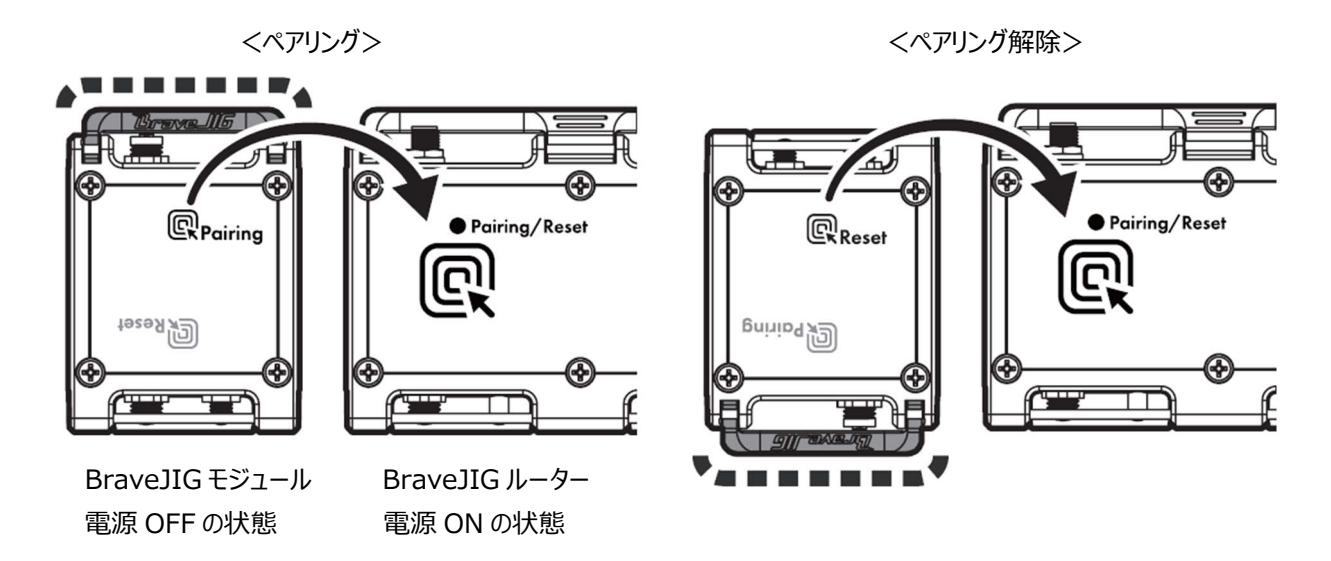 <ペアリング>
BraveJIG
Pairing
Reset
Pairing/Reset
BraveJIG モジュール
電源 OFF の状態
BraveJIG ルーター
電源 ON の状態
<ペアリング解除>
Reset
Pairing
BraveJIG
Pairing/Reset